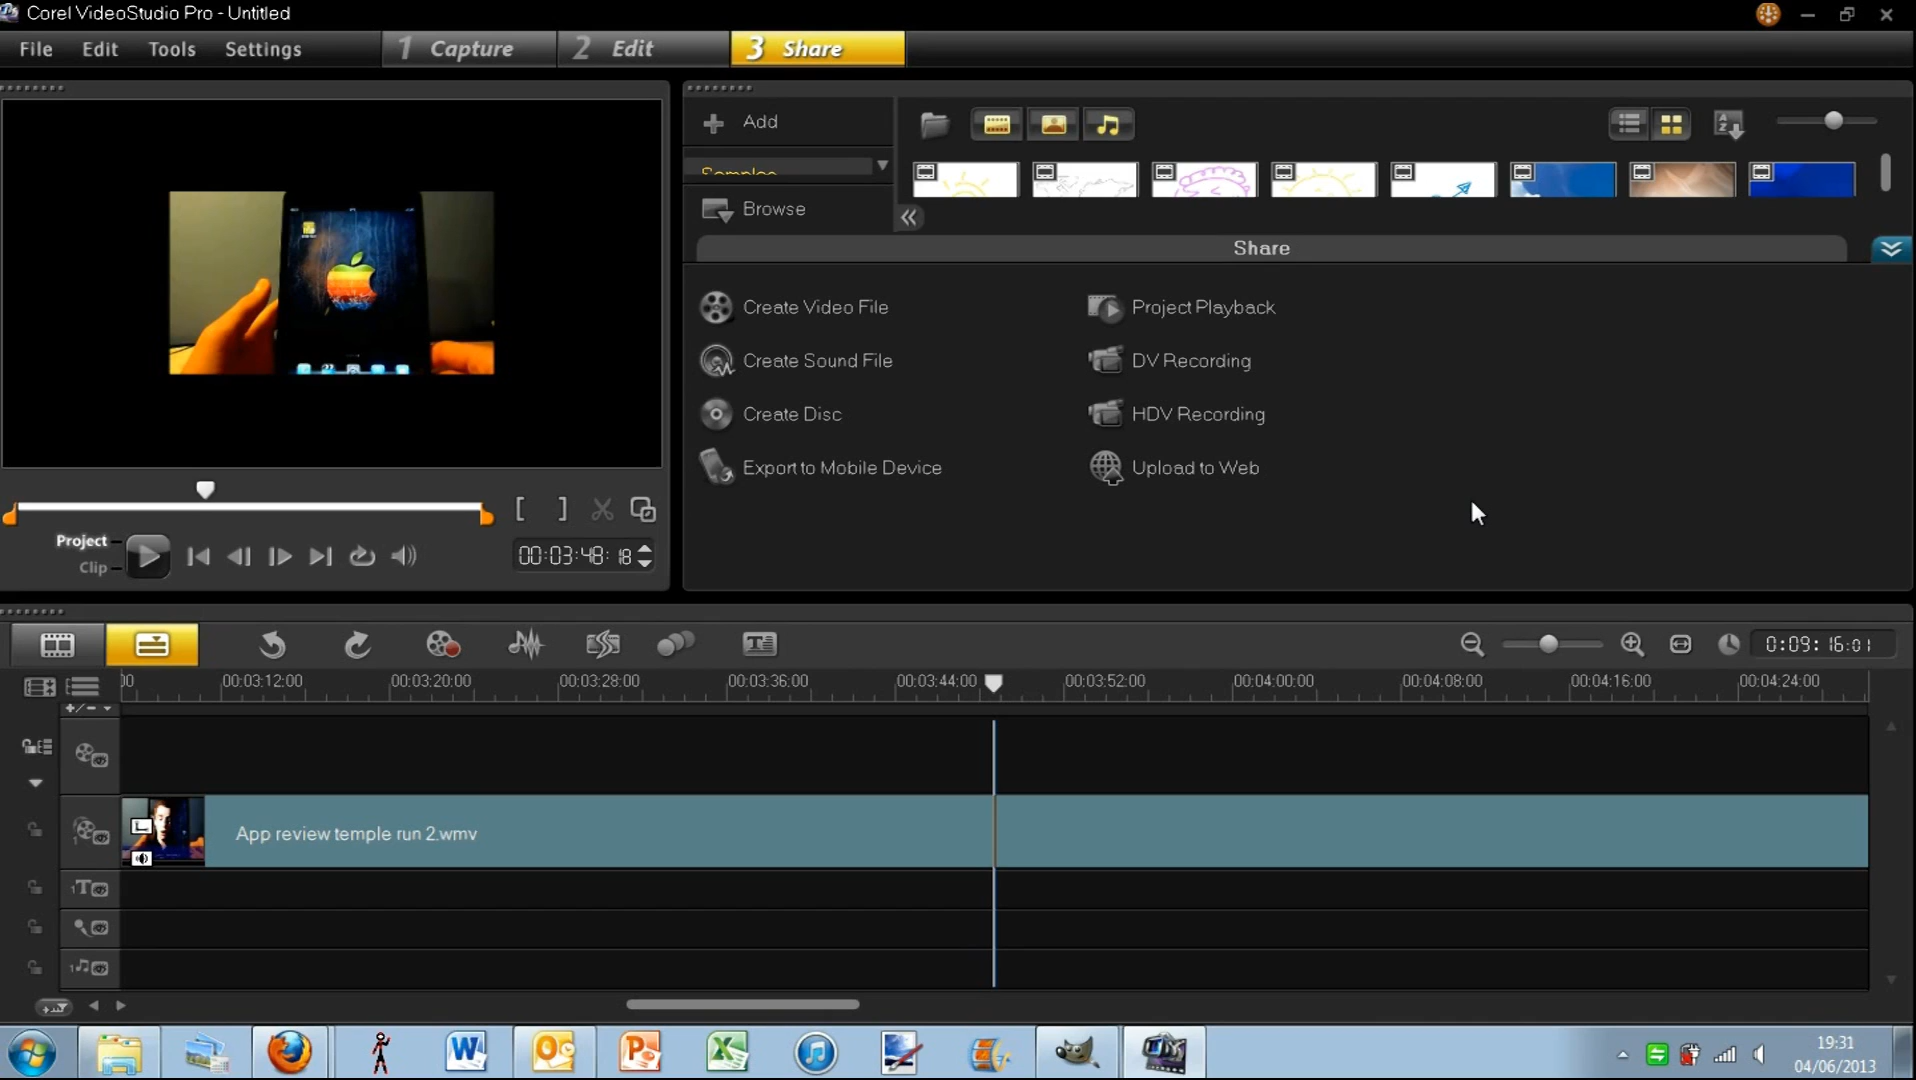 Corel VideoStudio Pro - Untitled
File Edit Tools Settings 1 Capture 2 Edit 3 Share
Add
Samples
Browse
Share
Create Video File
Project Playback
Create Sound File
DV Recording
Create Disc
HDV Recording
Export to Mobile Device
Upload to Web
Project
Clip
00:03:48:18
0:09:16:01
00:03:12:00 00:03:20:00 00:03:28:00 00:03:36:00 00:03:44:00 00:03:52:00 00:04:00:00 00:04:08:00 00:04:16:00 00:04:24:00
App review temple run 2.wmv
19:31
04/06/2013